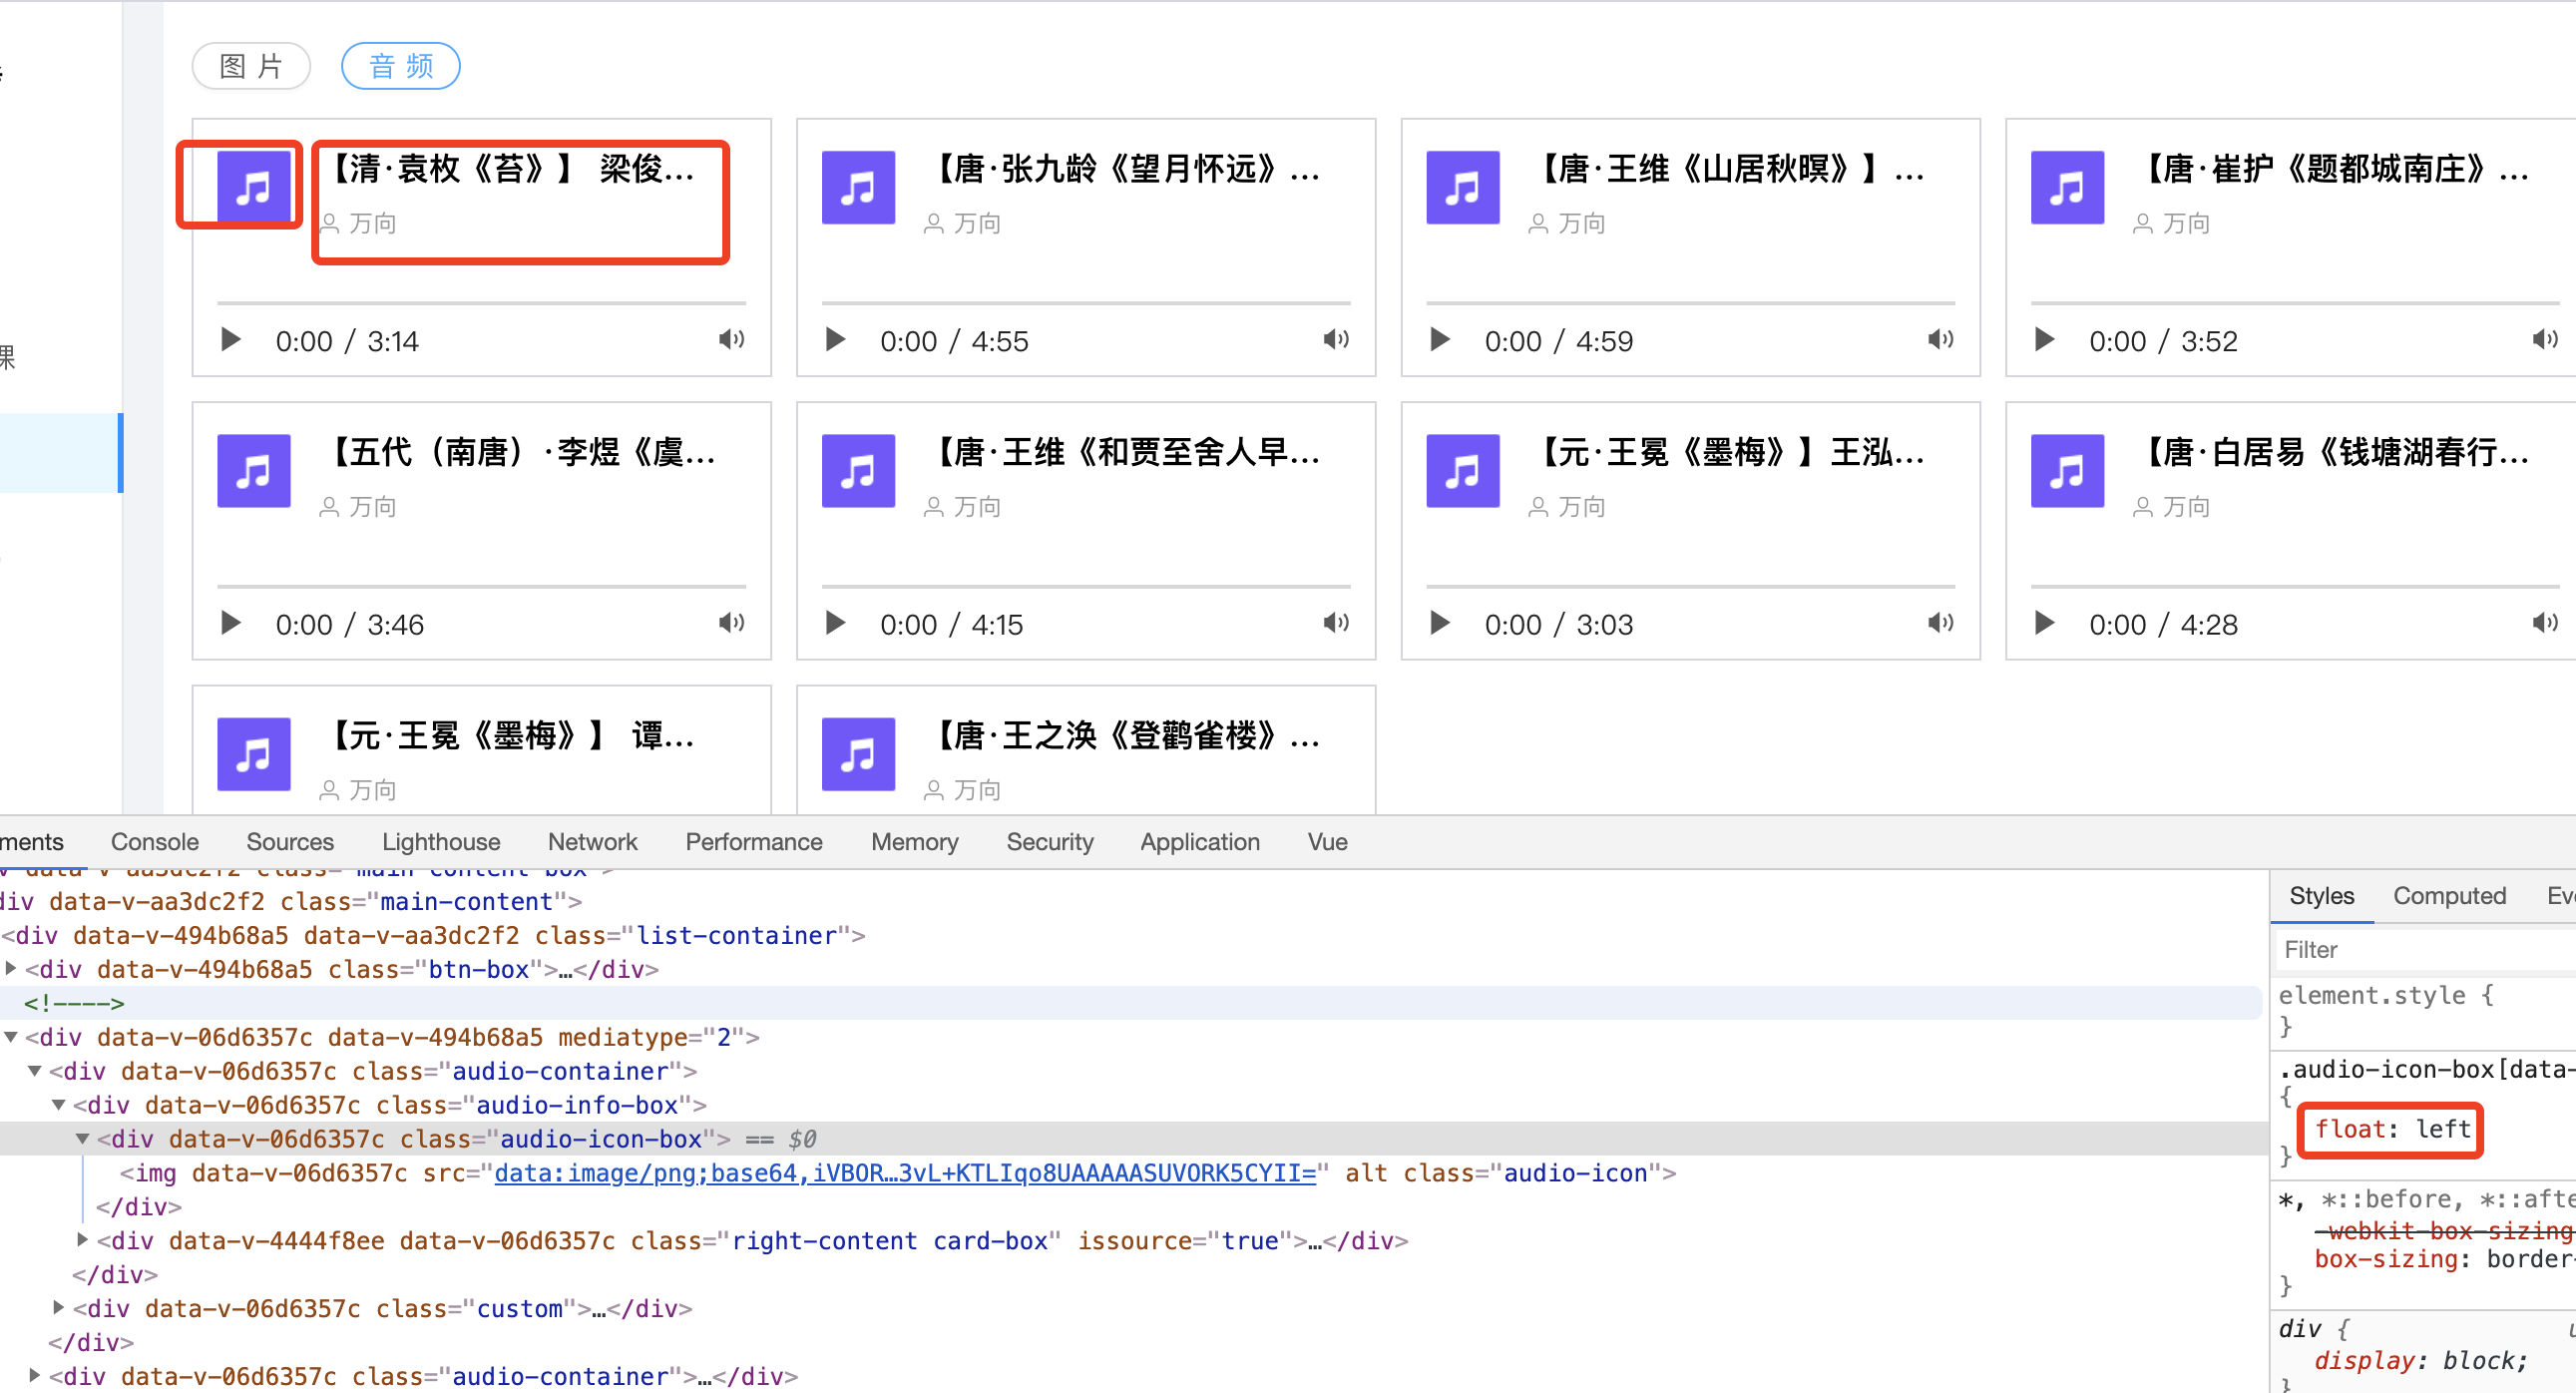 图 片 音 频
【清·袁枚《苔》】 梁俊... 【唐·张九龄《望月怀远》... 【唐·王维《山居秋暝》】... 【唐·崔护《题都城南庄》...
万向 万向 万向 万向
0:00 / 3:14 0:00 / 4:55 0:00 / 4:59 0:00 / 3:52
【五代（南唐）·李煜《虞... 【唐·王维《和贾至舍人早... 【元·王冕《墨梅》】王泓... 【唐·白居易《钱塘湖春行...
万向 万向 万向 万向
0:00 / 3:46 0:00 / 4:15 0:00 / 3:03 0:00 / 4:28
【元·王冕《墨梅》】 谭... 【唐·王之涣《登鹳雀楼》...
万向 万向
ments Console Sources Lighthouse Network Performance Memory Security Application Vue
div data-v-aa3dc2f2 class="main-content">
<div data-v-494b68a5 data-v-aa3dc2f2 class="list-container">
<div data-v-494b68a5 class="btn-box">…</div>
<!---->
<div data-v-06d6357c data-v-494b68a5 mediatype="2">
<div data-v-06d6357c class="audio-container">
<div data-v-06d6357c class="audio-info-box">
<div data-v-06d6357c class="audio-icon-box"> == $0
<img data-v-06d6357c src="data:image/png;base64,iVBOR…3vL+KTLIqo8UAAAAASUVORK5CYII=" alt class="audio-icon">
</div>
<div data-v-4444f8ee data-v-06d6357c class="right-content card-box" issource="true">…</div>
</div>
<div data-v-06d6357c class="custom">…</div>
</div>
<div data-v-06d6357c class="audio-container">…</div>
Styles Computed Ev
Filter
element.style {
}
.audio-icon-box[data-
{
float: left
}
*, *::before, *::afte
-webkit-box-sizing
box-sizing: border-
}
div {
display: block;
}